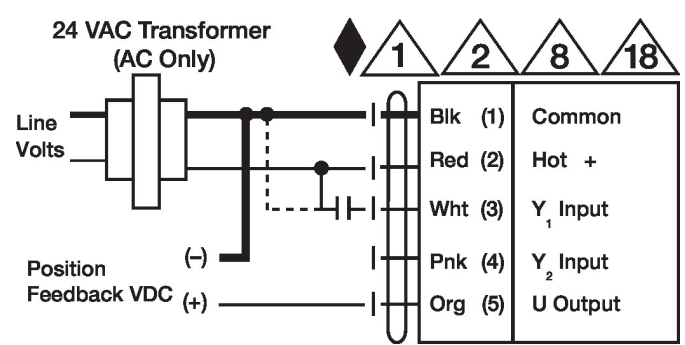 24 VAC Transformer
(AC Only)
1
2
8
18
Line
Volts
Blk (1) Common
Red (2) Hot +
Wht (3) Y1 Input
Pnk (4) Y2 Input
Org (5) U Output
Position
Feedback VDC
(–)
(+)